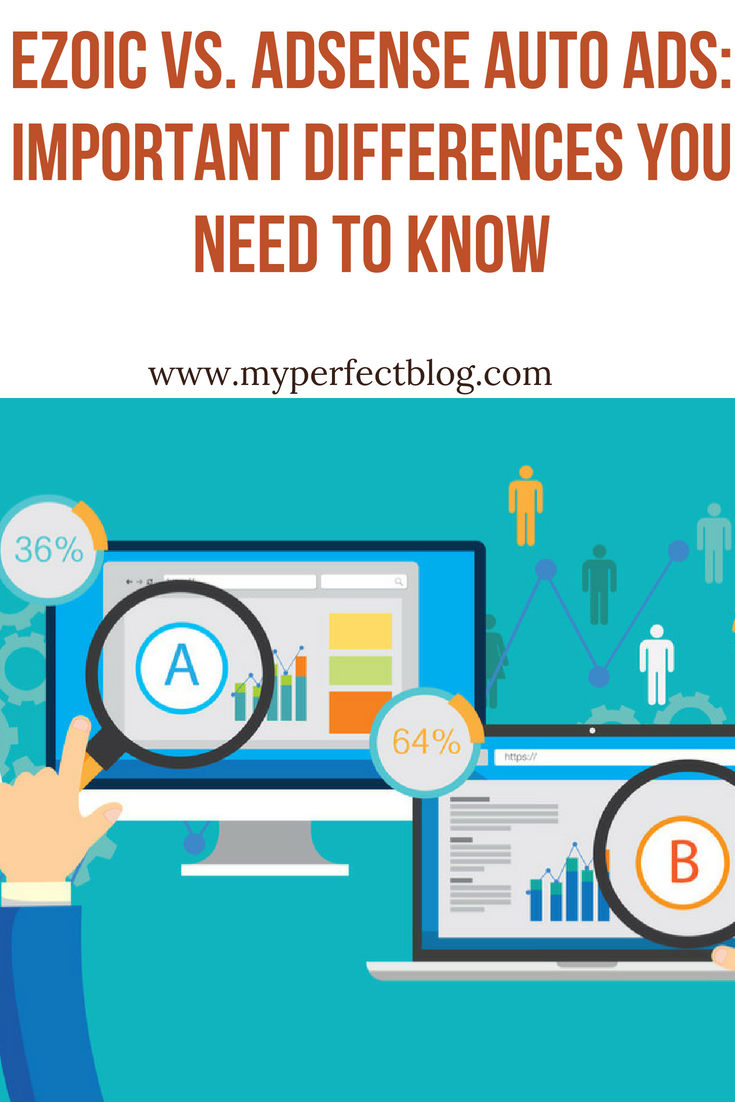 EZOIC VS. ADSENSE AUTO ADS:
IMPORTANT DIFFERENCES YOU
NEED TO KNOW
www.myperfectblog.com
36%
A
64%
https://
B